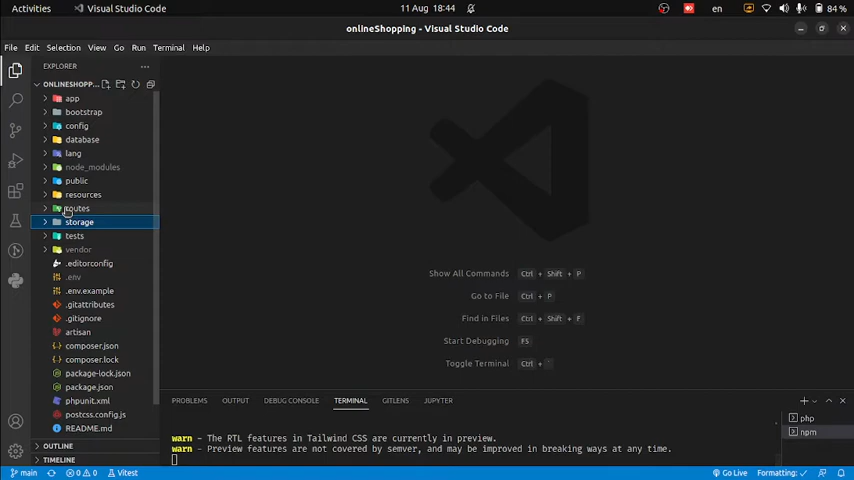 Activities Visual Studio Code 11 Aug 18:44 en 84 %
onlineShopping - Visual Studio Code
File Edit Selection View Go Run Terminal Help
EXPLORER
ONLINESHOPP...
app
bootstrap
config
database
lang
node_modules
public
resources
routes
storage
tests
vendor
.editorconfig
.env
.env.example
.gitattributes
.gitignore
artisan
composer.json
composer.lock
package-lock.json
package.json
phpunit.xml
postcss.config.js
README.md
OUTLINE
TIMELINE
Show All Commands Ctrl + Shift + P
Go to File Ctrl + P
Find in Files Ctrl + Shift + F
Start Debugging F5
Toggle Terminal Ctrl + `
PROBLEMS OUTPUT DEBUG CONSOLE TERMINAL GITLENS JUPYTER
php
npm
warn - The RTL features in Tailwind CSS are currently in preview.
warn - Preview features are not covered by semver, and may be improved in breaking ways at any time.
main 0 0 Vitest Go Live Formatting: ✓